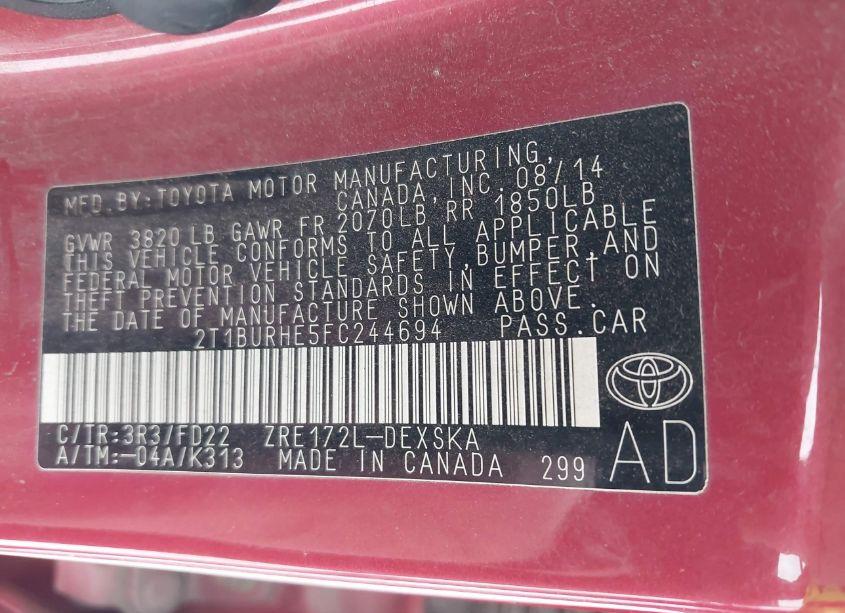 MFD. BY: TOYOTA MOTOR MANUFACTURING,
CANADA, INC. 08/14
GVWR 3820 LB GAWR FR 2070LB RR 1850LB
THIS VEHICLE CONFORMS TO ALL APPLICABLE
FEDERAL MOTOR VEHICLE SAFETY, BUMPER AND
THEFT PREVENTION STANDARDS IN EFFECT ON
THE DATE OF MANUFACTURE SHOWN ABOVE.
2T1BURHE5FC244694 PASS. CAR
C/TR: 3R3/FD22 ZRE172L-DEXSKA
A/TM: -04A/K313 MADE IN CANADA 299
AD